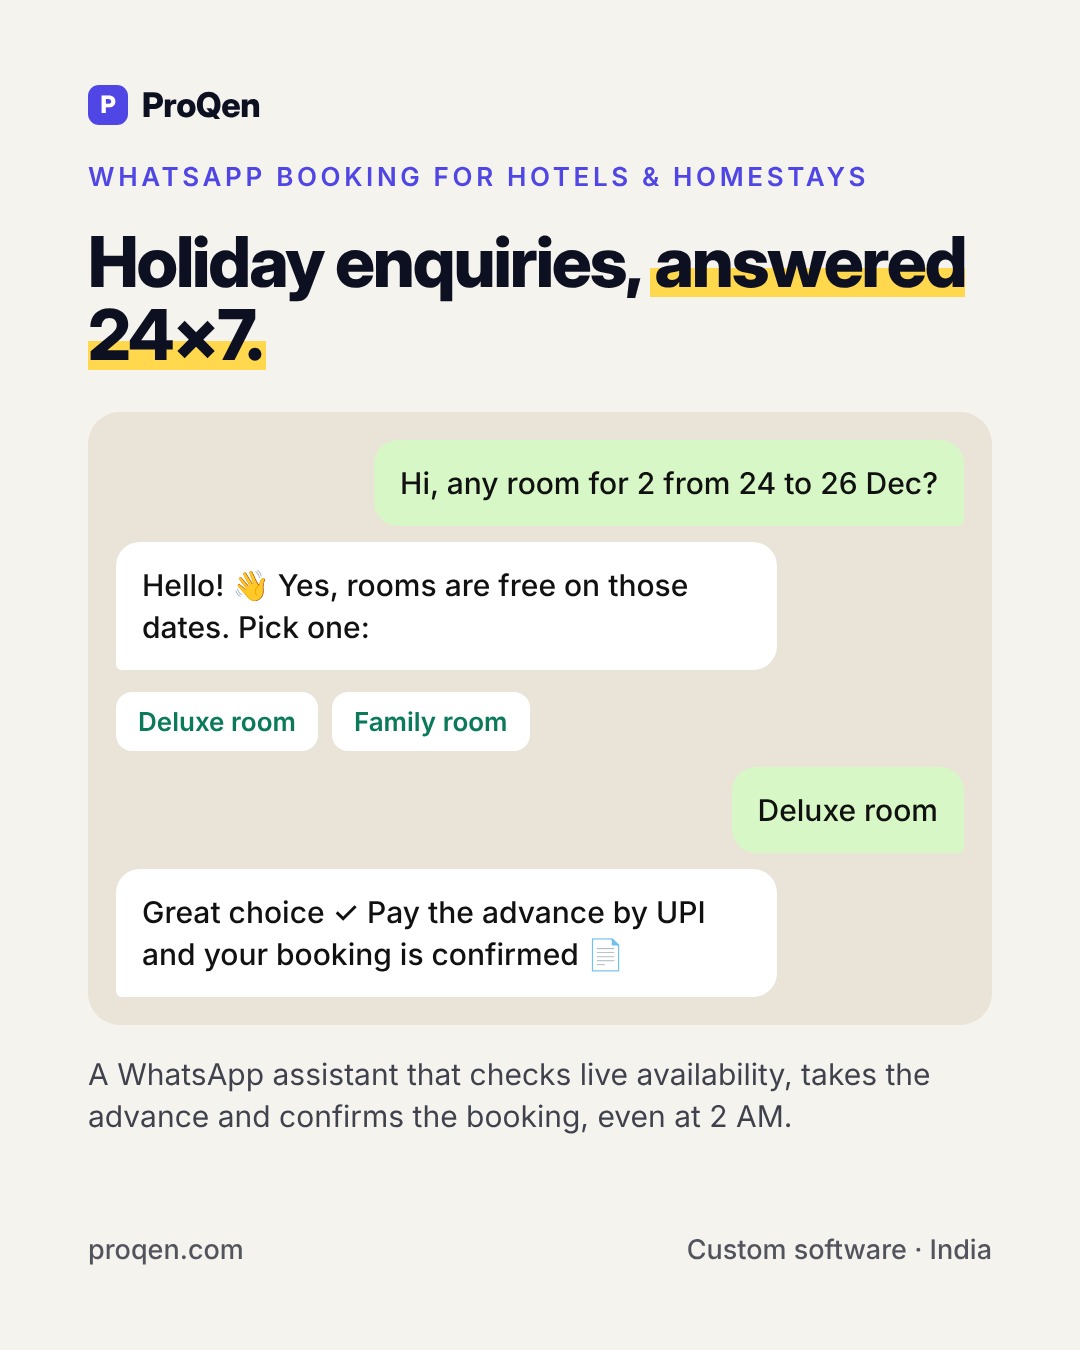 P ProQen
WHATSAPP BOOKING FOR HOTELS & HOMESTAYS
Holiday enquiries, answered
24×7.
Hi, any room for 2 from 24 to 26 Dec?
Hello! 👋 Yes, rooms are free on those
dates. Pick one:
Deluxe room Family room
Deluxe room
Great choice ✓ Pay the advance by UPI
and your booking is confirmed 📄
A WhatsApp assistant that checks live availability, takes the
advance and confirms the booking, even at 2 AM.
proqen.com Custom software · India